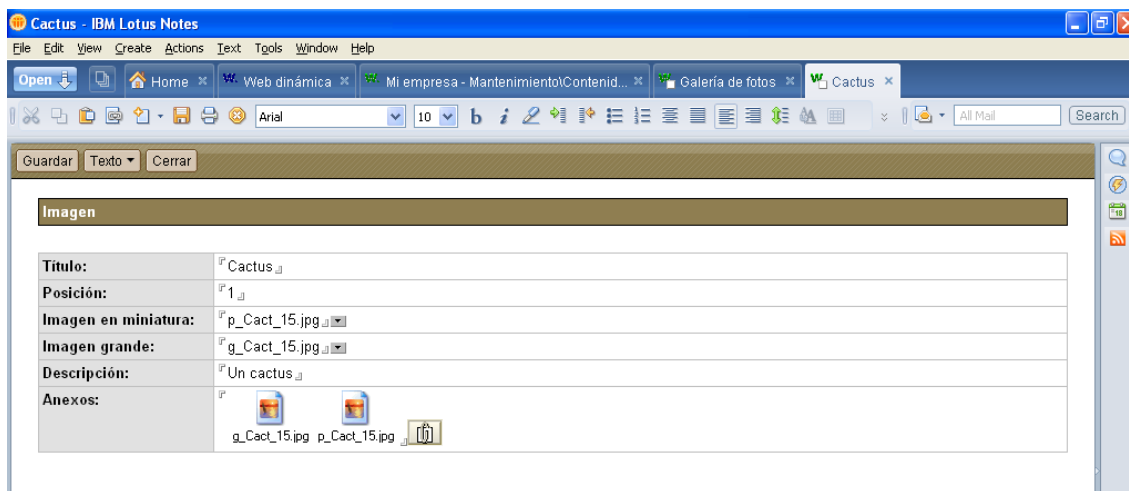 Cactus - IBM Lotus Notes
File Edit View Create Actions Text Tools Window Help
Open Home Web dinámica Mi empresa - Mantenimiento\Contenid... Galería de fotos Cactus
Arial 10 b i All Mail Search
Guardar Texto Cerrar
Imagen
Título: Cactus
Posición: 1
Imagen en miniatura: p_Cact_15.jpg
Imagen grande: g_Cact_15.jpg
Descripción: Un cactus
Anexos:
g_Cact_15.jpg p_Cact_15.jpg